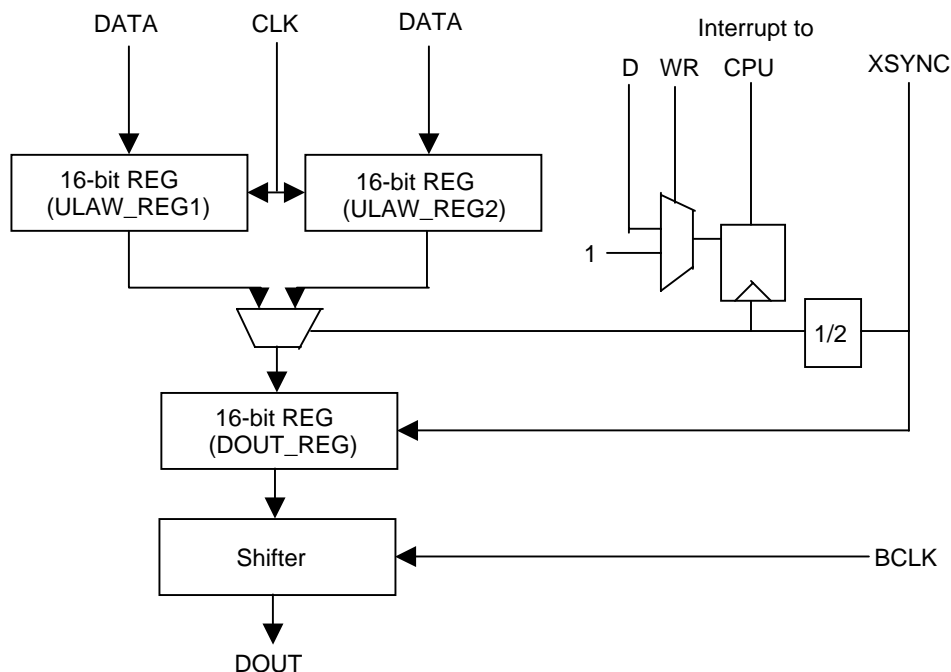 DATA CLK DATA
Interrupt to
D WR CPU XSYNC
16-bit REG
(ULAW_REG1)
16-bit REG
(ULAW_REG2)
1
1/2
16-bit REG
(DOUT_REG)
Shifter
BCLK
DOUT